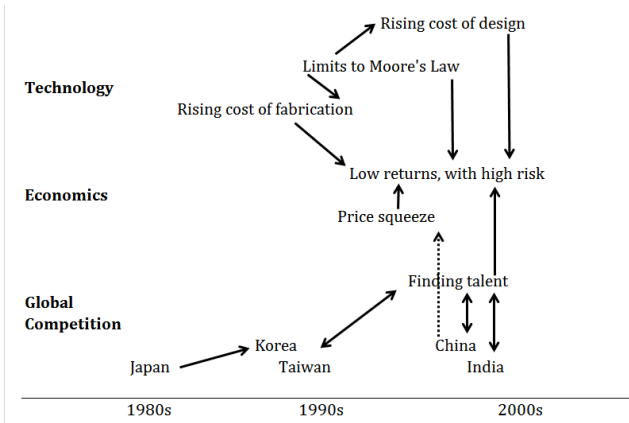 Rising cost of design
Limits to Moore's Law
Technology
Rising cost of fabrication
Low returns, with high risk
Economics
Price squeeze
Finding talent
Global
Competition
Korea
China
Japan
Taiwan
India
1980s
1990s
2000s